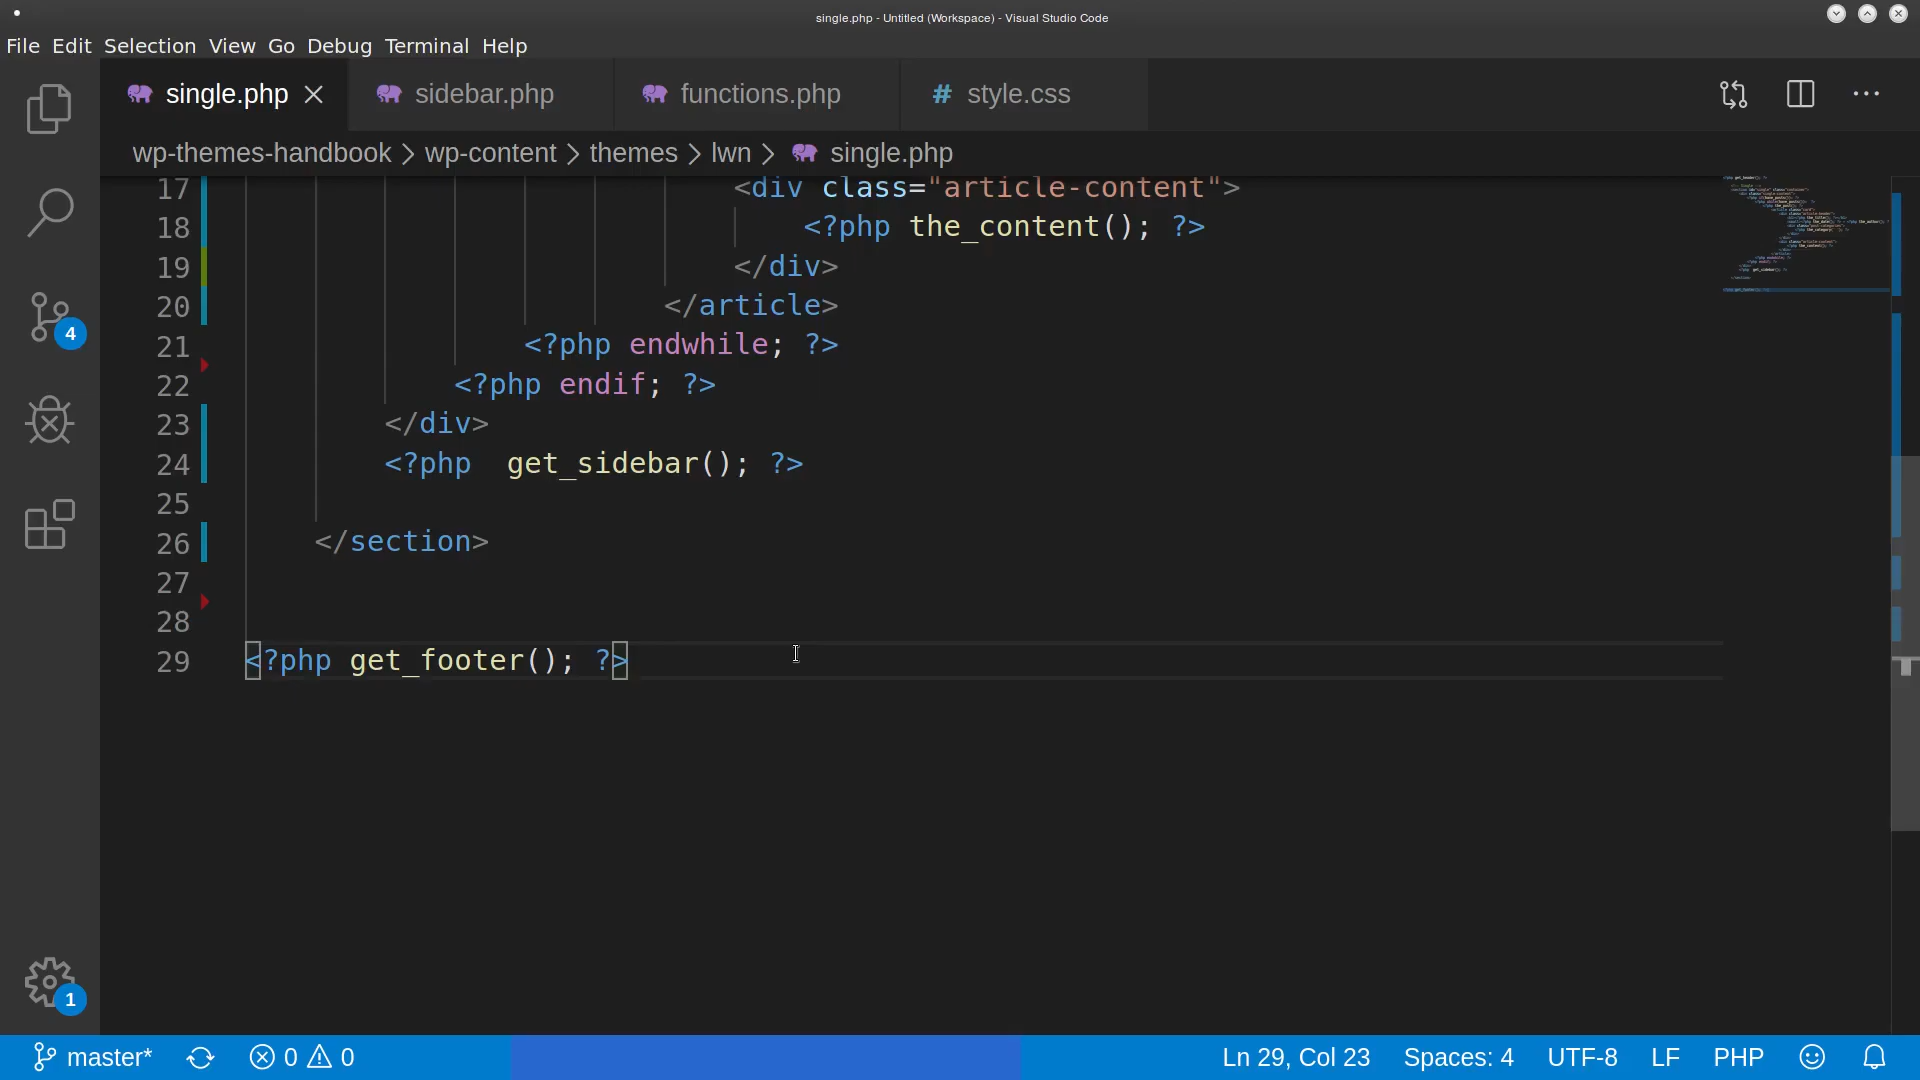 single.php - Untitled (Workspace) - Visual Studio Code
File Edit Selection View Go Debug Terminal Help
single.php sidebar.php functions.php # style.css
wp-themes-handbook > wp-content > themes > lwn > single.php
17 <div class="article-content">
18 <?php the_content(); ?>
19 </div>
20 </article>
21 <?php endwhile; ?>
22 <?php endif; ?>
23 </div>
24 <?php  get_sidebar(); ?>
25
26 </section>
27
28
29 <?php get_footer(); ?>
4
1
master* 0 0 Ln 29, Col 23 Spaces: 4 UTF-8 LF PHP